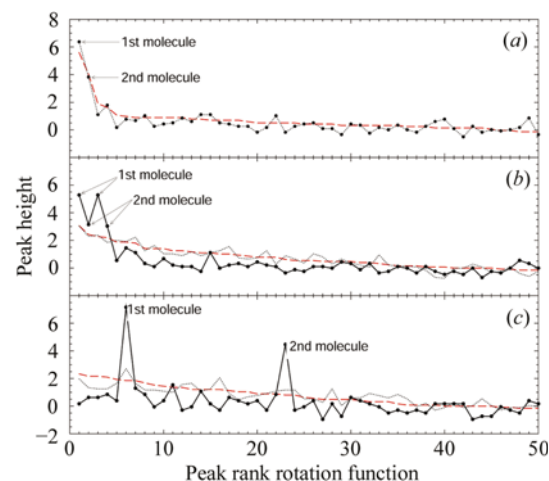 8
6
4
2
0
(a)
1st molecule
2nd molecule
6
4
2
0
(b)
1st molecule
2nd molecule
Peak height
6
4
2
0
−2
(c)
1st molecule
2nd molecule
0 10 20 30 40 50
Peak rank rotation function